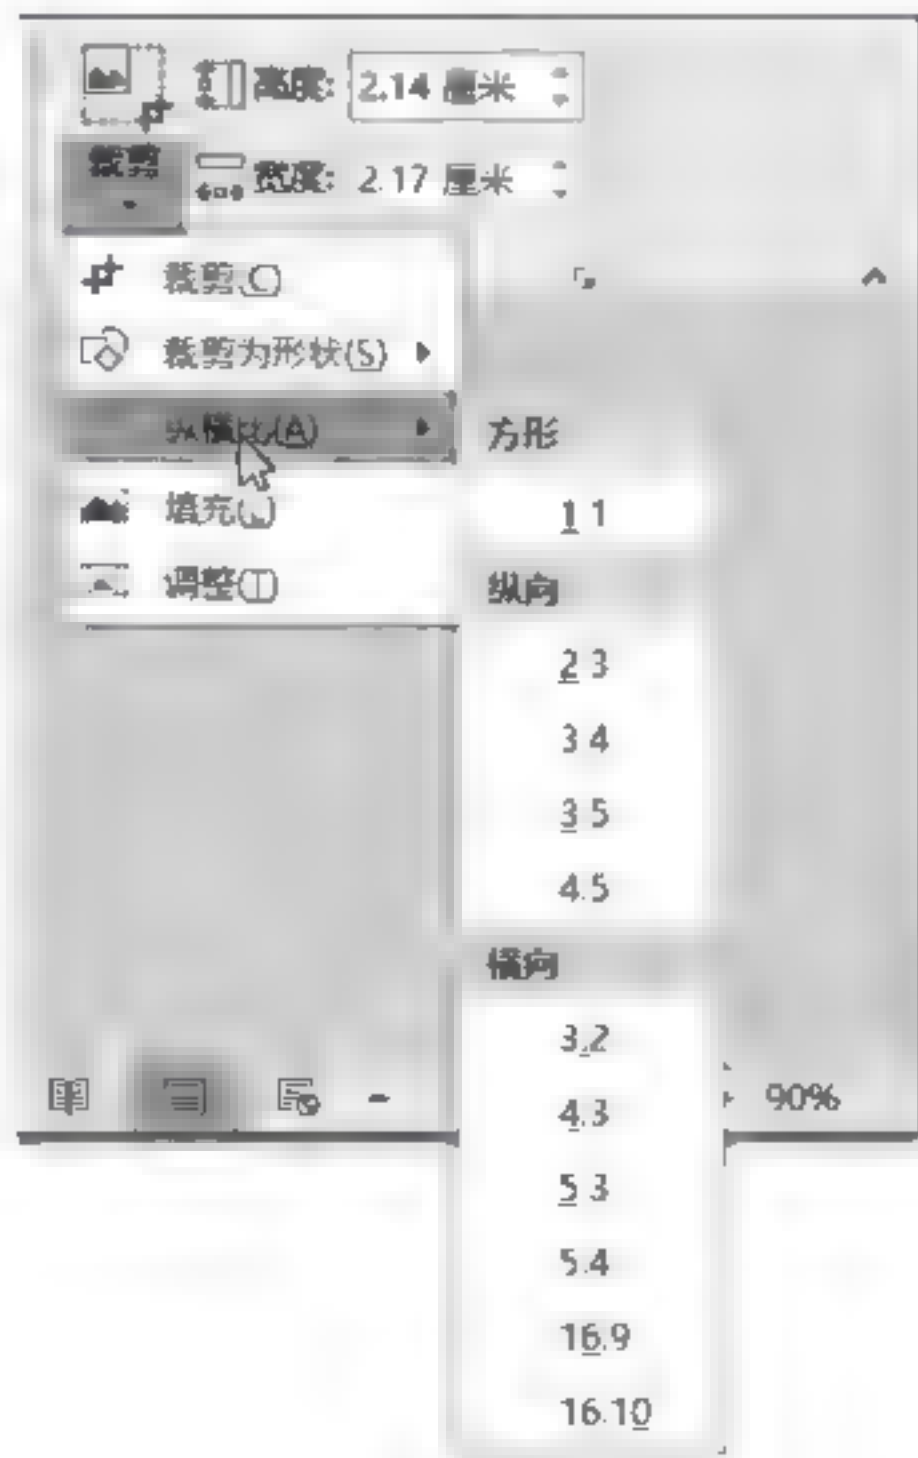 高度: 2.14 厘米
裁剪
宽度: 2.17 厘米
裁剪(C)
裁剪为形状(S)
纵横比(A)
填充(L)
调整(T)
方形
1:1
纵向
2:3
3:4
3:5
4:5
横向
3:2
4:3
5:3
5:4
16:9
16:10
90%